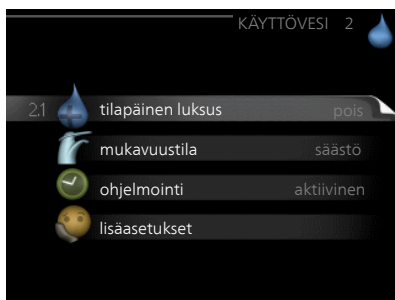 KÄYTTÖVESI 2
2.1 tilapäinen luksus pois
mukavuustila säästö
ohjelmointi aktiivinen
lisäasetukset